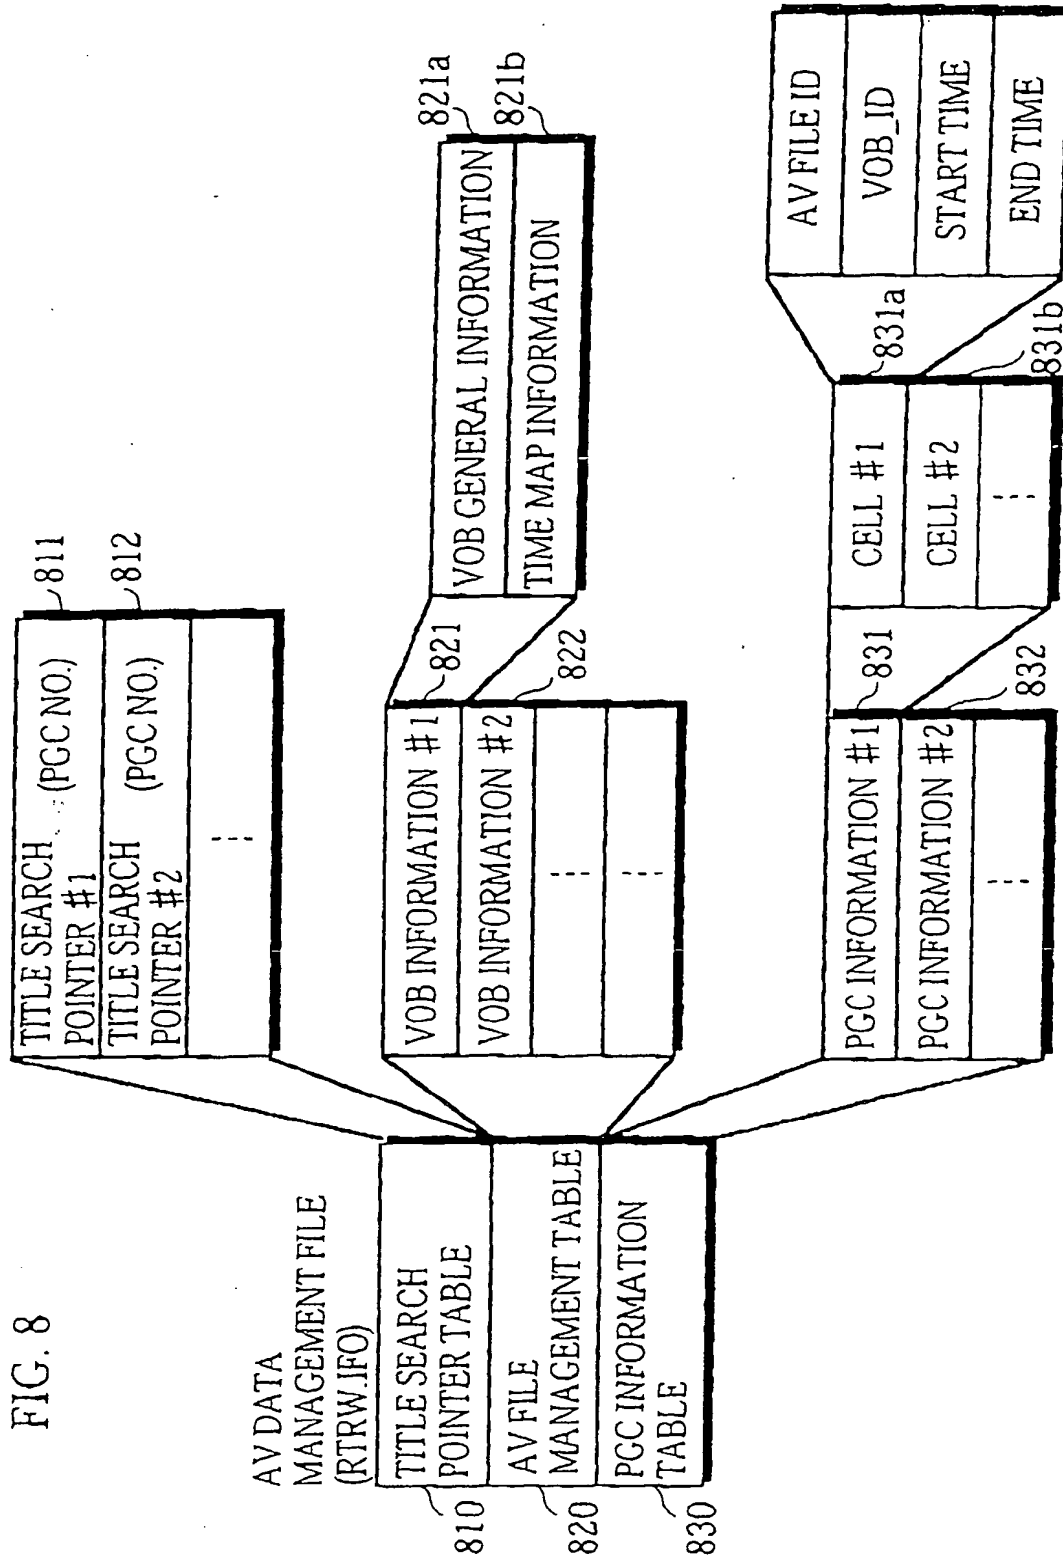 FIG. 8
AV DATA
MANAGEMENT FILE
(RTRW.IFO)
TITLE SEARCH
POINTER TABLE
810
AV FILE
MANAGEMENT TABLE
820
PGC INFORMATION
TABLE
830
TITLE SEARCH
POINTER #1
(PGC NO.)
811
TITLE SEARCH
POINTER #2
(PGC NO.)
812
VOB INFORMATION #1
821
VOB INFORMATION #2
822
VOB GENERAL INFORMATION
821a
TIME MAP INFORMATION
821b
PGC INFORMATION #1
831
PGC INFORMATION #2
832
CELL #1
831a
CELL #2
831b
AV FILE ID
VOB_ID
START TIME
END TIME